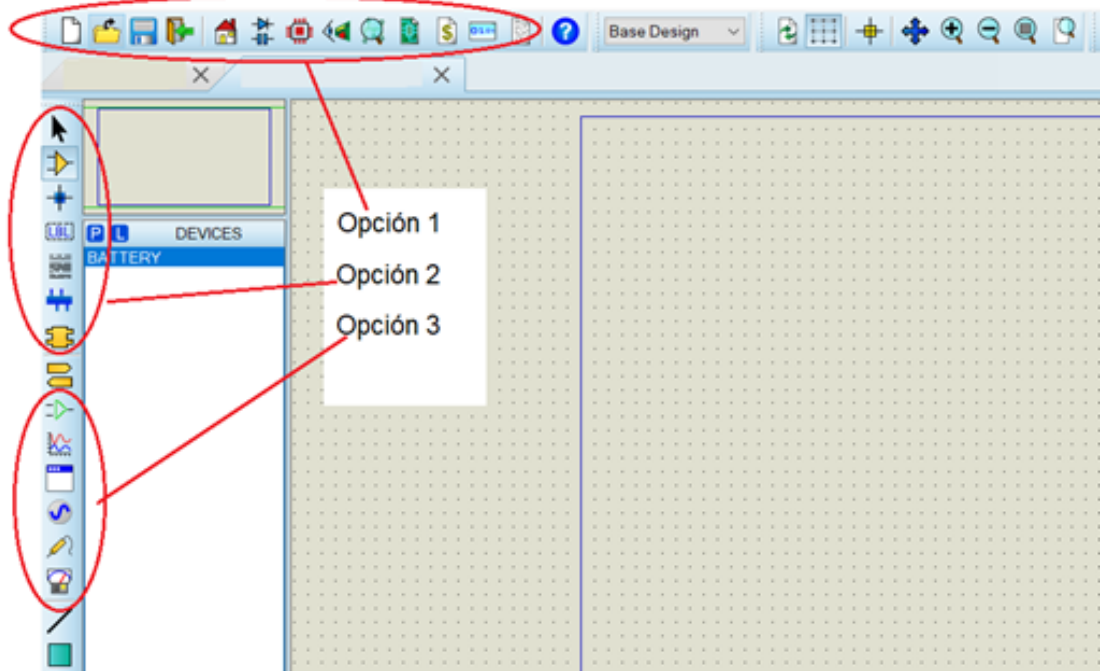 Base Design
LBL
P L DEVICES
BATTERY
Opción 1
Opción 2
Opción 3